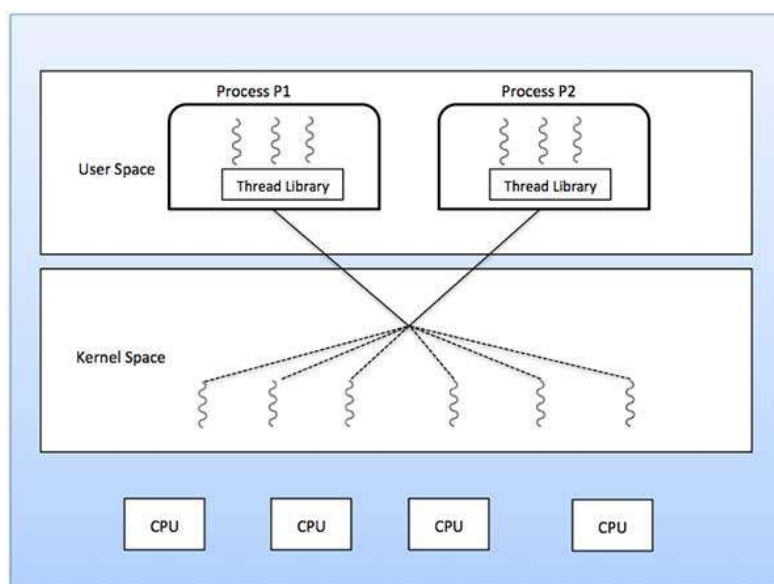 Process P1
Process P2
User Space
Thread Library
Thread Library
Kernel Space
CPU
CPU
CPU
CPU